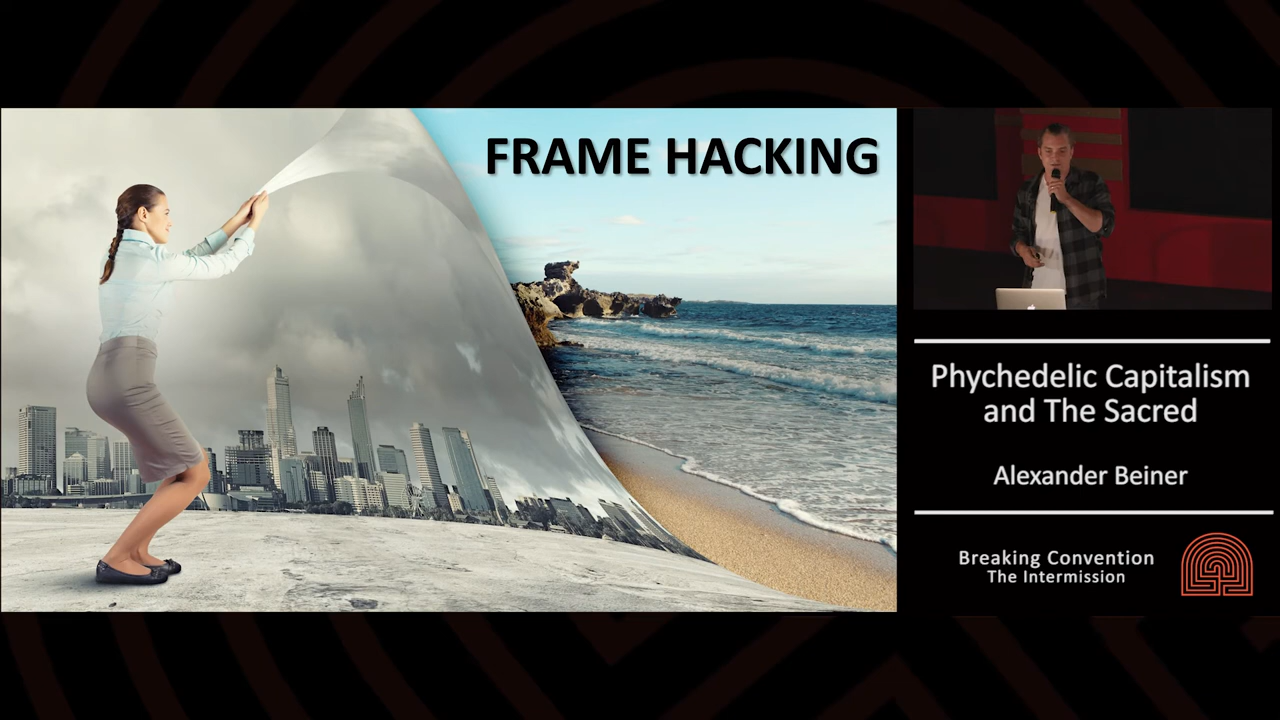 FRAME HACKING
Phychedelic Capitalism
and The Sacred
Alexander Beiner
Breaking Convention
The Intermission